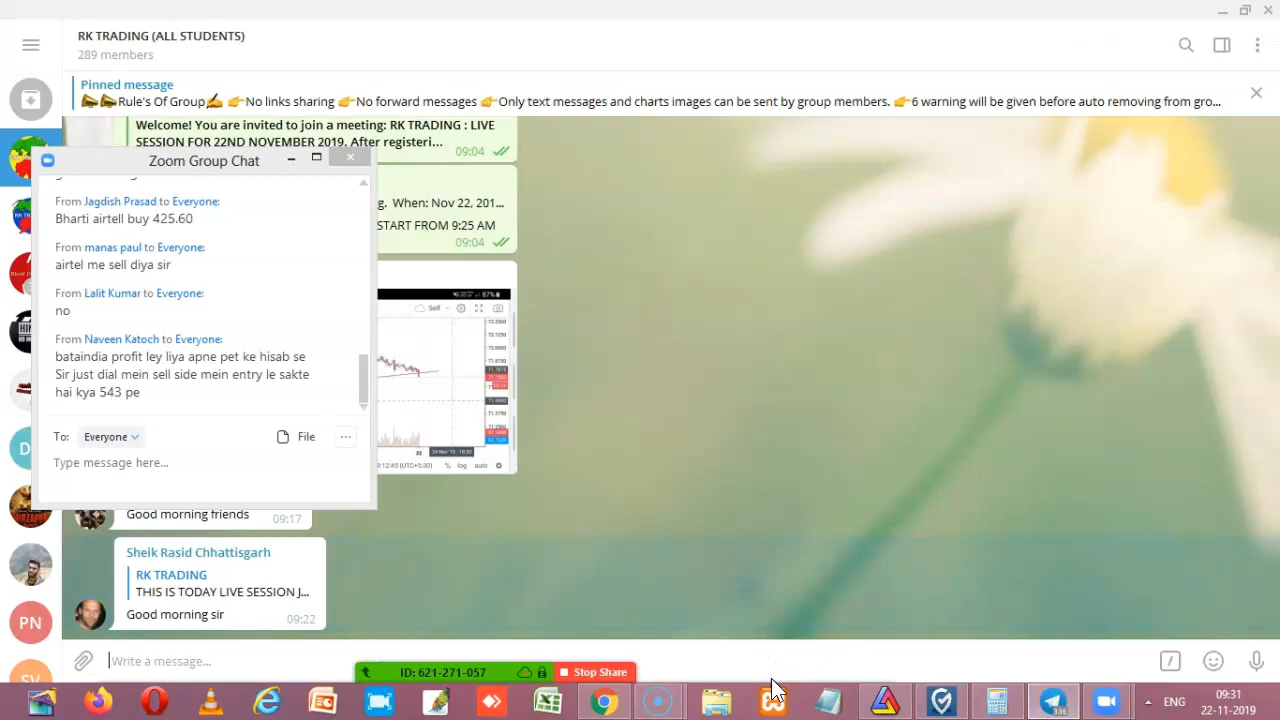 RK TRADING (ALL STUDENTS)
289 members
Pinned message
📣📣Rule's Of Group✍ 👉No links sharing 👉No forward messages 👉Only text messages and charts images can be sent by group members. 👉6 warning will be given before auto removing from gro...
Welcome! You are invited to join a meeting: RK TRADING : LIVE
SESSION FOR 22ND NOVEMBER 2019. After registeri...
09:04
Zoom Group Chat
From Jagdish Prasad to Everyone:
Bharti airtell buy 425.60
From manas paul to Everyone:
airtel me sell diya sir
From Lalit Kumar to Everyone:
no
From Naveen Katoch to Everyone:
bataindia profit ley liya apne pet ke hisab se
Sir just dial mein sell side mein entry le sakte
hai kya 543 pe
To: Everyone
File
Type message here...
g. When: Nov 22, 201...
START FROM 9:25 AM
09:04
87%
Self
22
% log auto
Good morning friends
09:17
Sheik Rasid Chhattisgarh
RK TRADING
THIS IS TODAY LIVE SESSION J...
Good morning sir
09:22
PN
SV
D
Write a message...
ID: 621-271-057
Stop Share
136
ENG
09:31
22-11-2019